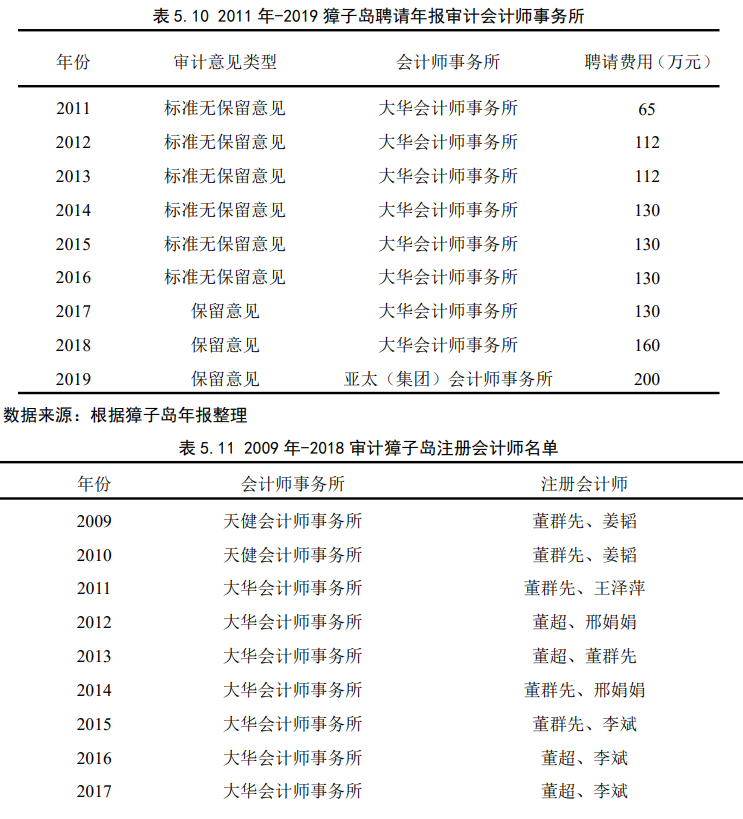 表 5.10 2011 年-2019 獐子岛聘请年报审计会计师事务所
年份 审计意见类型 会计师事务所 聘请费用（万元）
2011 标准无保留意见 大华会计师事务所 65
2012 标准无保留意见 大华会计师事务所 112
2013 标准无保留意见 大华会计师事务所 112
2014 标准无保留意见 大华会计师事务所 130
2015 标准无保留意见 大华会计师事务所 130
2016 标准无保留意见 大华会计师事务所 130
2017 保留意见 大华会计师事务所 130
2018 保留意见 大华会计师事务所 160
2019 保留意见 亚太（集团）会计师事务所 200
数据来源：根据獐子岛年报整理
表 5.11 2009 年-2018 审计獐子岛注册会计师名单
年份 会计师事务所 注册会计师
2009 天健会计师事务所 董群先、姜韬
2010 天健会计师事务所 董群先、姜韬
2011 大华会计师事务所 董群先、王泽萍
2012 大华会计师事务所 董超、邢娟娟
2013 大华会计师事务所 董超、董群先
2014 大华会计师事务所 董群先、邢娟娟
2015 大华会计师事务所 董群先、李斌
2016 大华会计师事务所 董超、李斌
2017 大华会计师事务所 董超、李斌